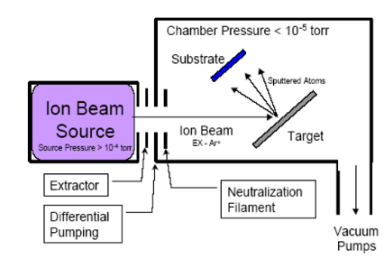 Chamber Pressure < 10⁻⁵ torr
Substrate
Sputtered Atoms
Ion Beam
Source
Source Pressure > 10⁻⁴ torr
Ion Beam
EX - Ar+
Target
Extractor
Differential
Pumping
Neutralization
Filament
Vacuum
Pumps